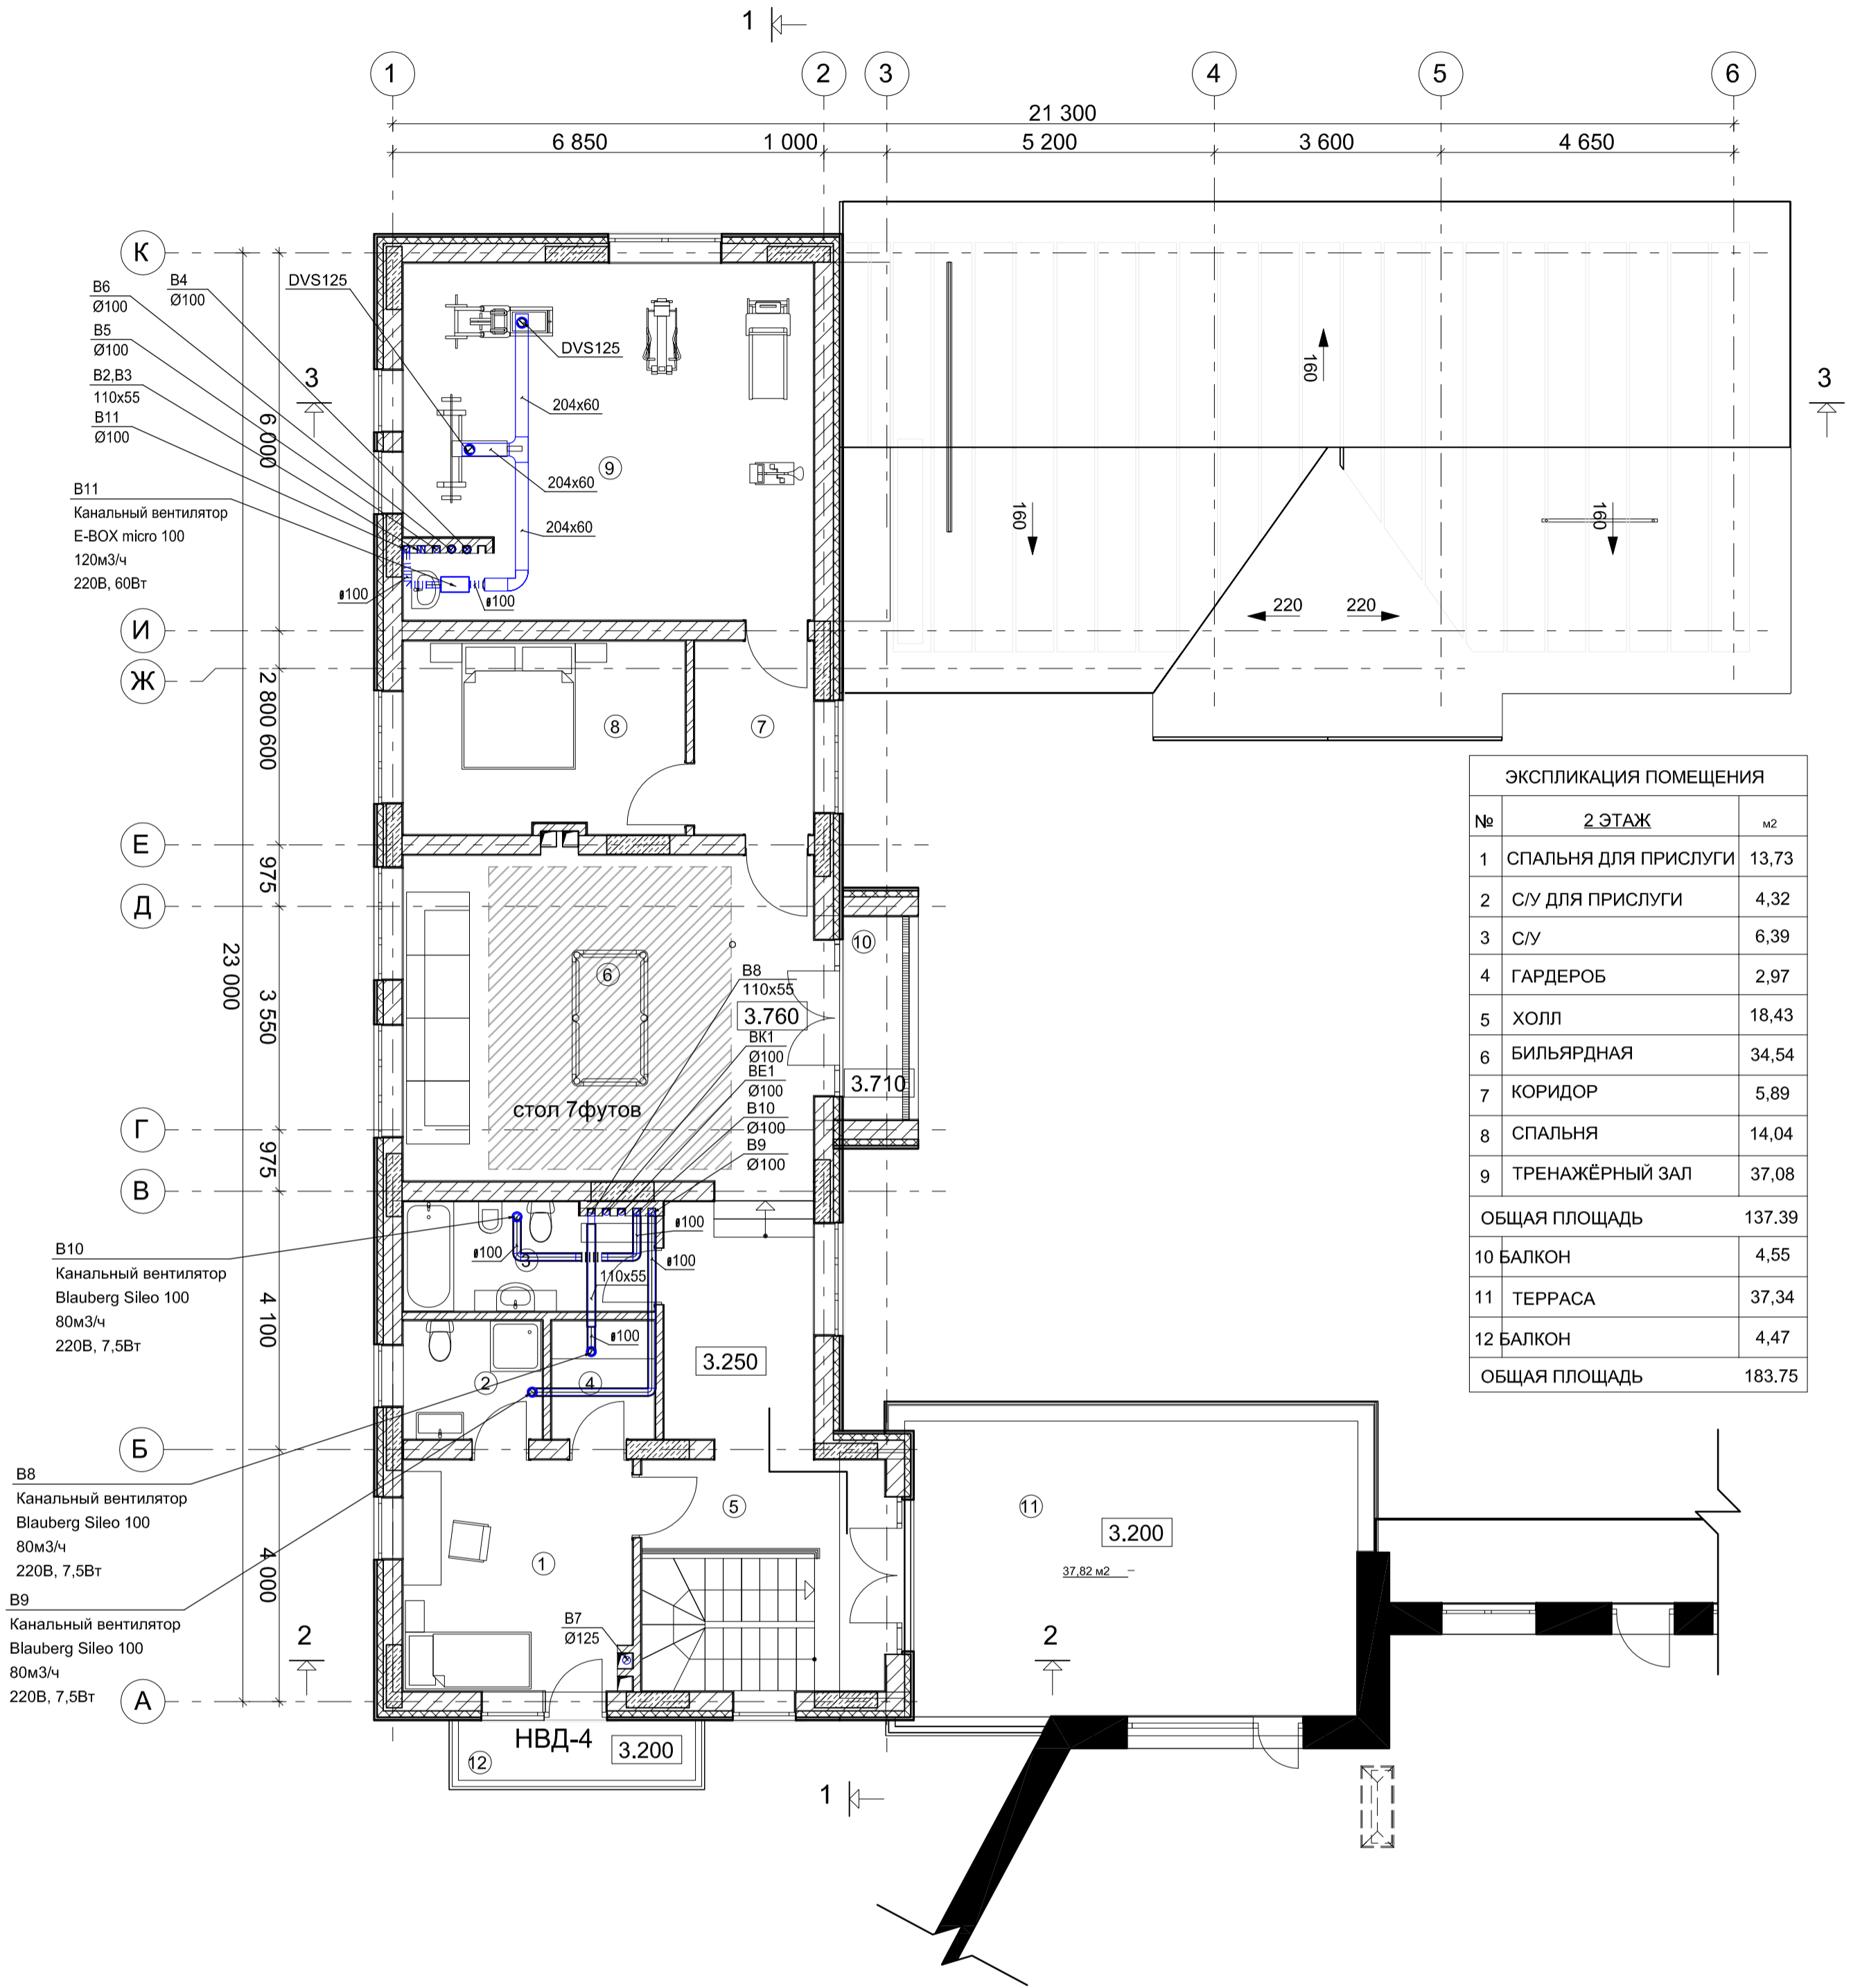 1
1
2
3
4
5
6
21 300
6 850
1 000
5 200
3 600
4 650
К
И
Ж
Е
Д
Г
В
Б
А
6 000
2 800
600
975
3 550
975
4 100
4 000
23 000
В6
Ø100
В4
Ø100
DVS125
В5
Ø100
В2,В3
110x55
В11
Ø100
3
3
В11
Канальный вентилятор
E-BOX micro 100
120м3/ч
220В, 60Вт
DVS125
204x60
204x60
204x60
9
ø100
ø100
160
160
160
220
220
8
7
6
стол 7футов
10
В8
110x55
3.760
ВК1
Ø100
ВЕ1
Ø100
3.710
В10
Ø100
В9
Ø100
ЭКСПЛИКАЦИЯ ПОМЕЩЕНИЯ
№ 2 ЭТАЖ м2
1 СПАЛЬНЯ ДЛЯ ПРИСЛУГИ 13,73
2 С/У ДЛЯ ПРИСЛУГИ 4,32
3 С/У 6,39
4 ГАРДЕРОБ 2,97
5 ХОЛЛ 18,43
6 БИЛЬЯРДНАЯ 34,54
7 КОРИДОР 5,89
8 СПАЛЬНЯ 14,04
9 ТРЕНАЖЁРНЫЙ ЗАЛ 37,08
ОБЩАЯ ПЛОЩАДЬ 137.39
10 БАЛКОН 4,55
11 ТЕРРАСА 37,34
12 БАЛКОН 4,47
ОБЩАЯ ПЛОЩАДЬ 183.75
В10
Канальный вентилятор
Blauberg Sileo 100
80м3/ч
220В, 7,5Вт
ø100
ø100
3
ø100
110x55
ø100
3.250
2
4
В8
Канальный вентилятор
Blauberg Sileo 100
80м3/ч
220В, 7,5Вт
В9
Канальный вентилятор
Blauberg Sileo 100
80м3/ч
220В, 7,5Вт
5
1
11
3.200
37,82 м2
В7
Ø125
2
2
НВД-4
3.200
12
1